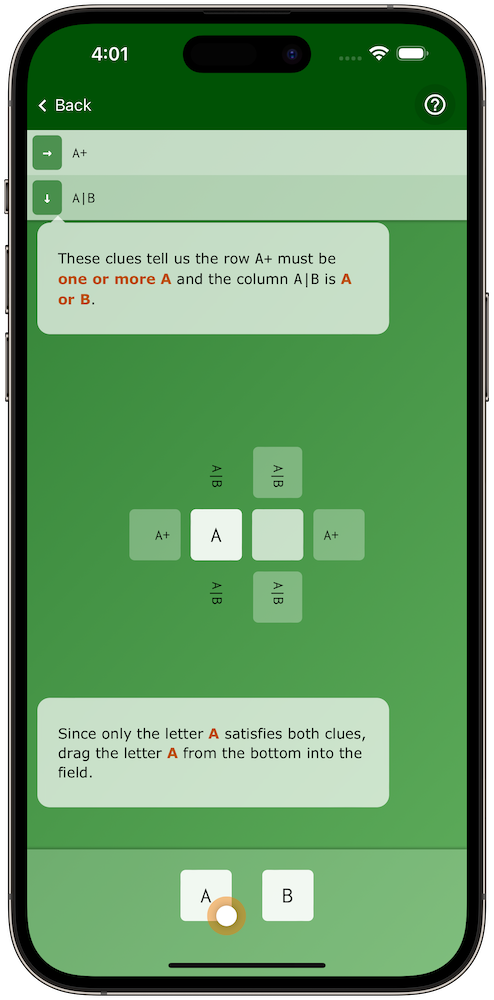 4:01
Back
→ A+
↓ A|B
These clues tell us the row A+ must be
one or more A and the column A|B is A
or B.
A|B A|B
A+ A A+
A|B A|B
Since only the letter A satisfies both clues,
drag the letter A from the bottom into the
field.
A B